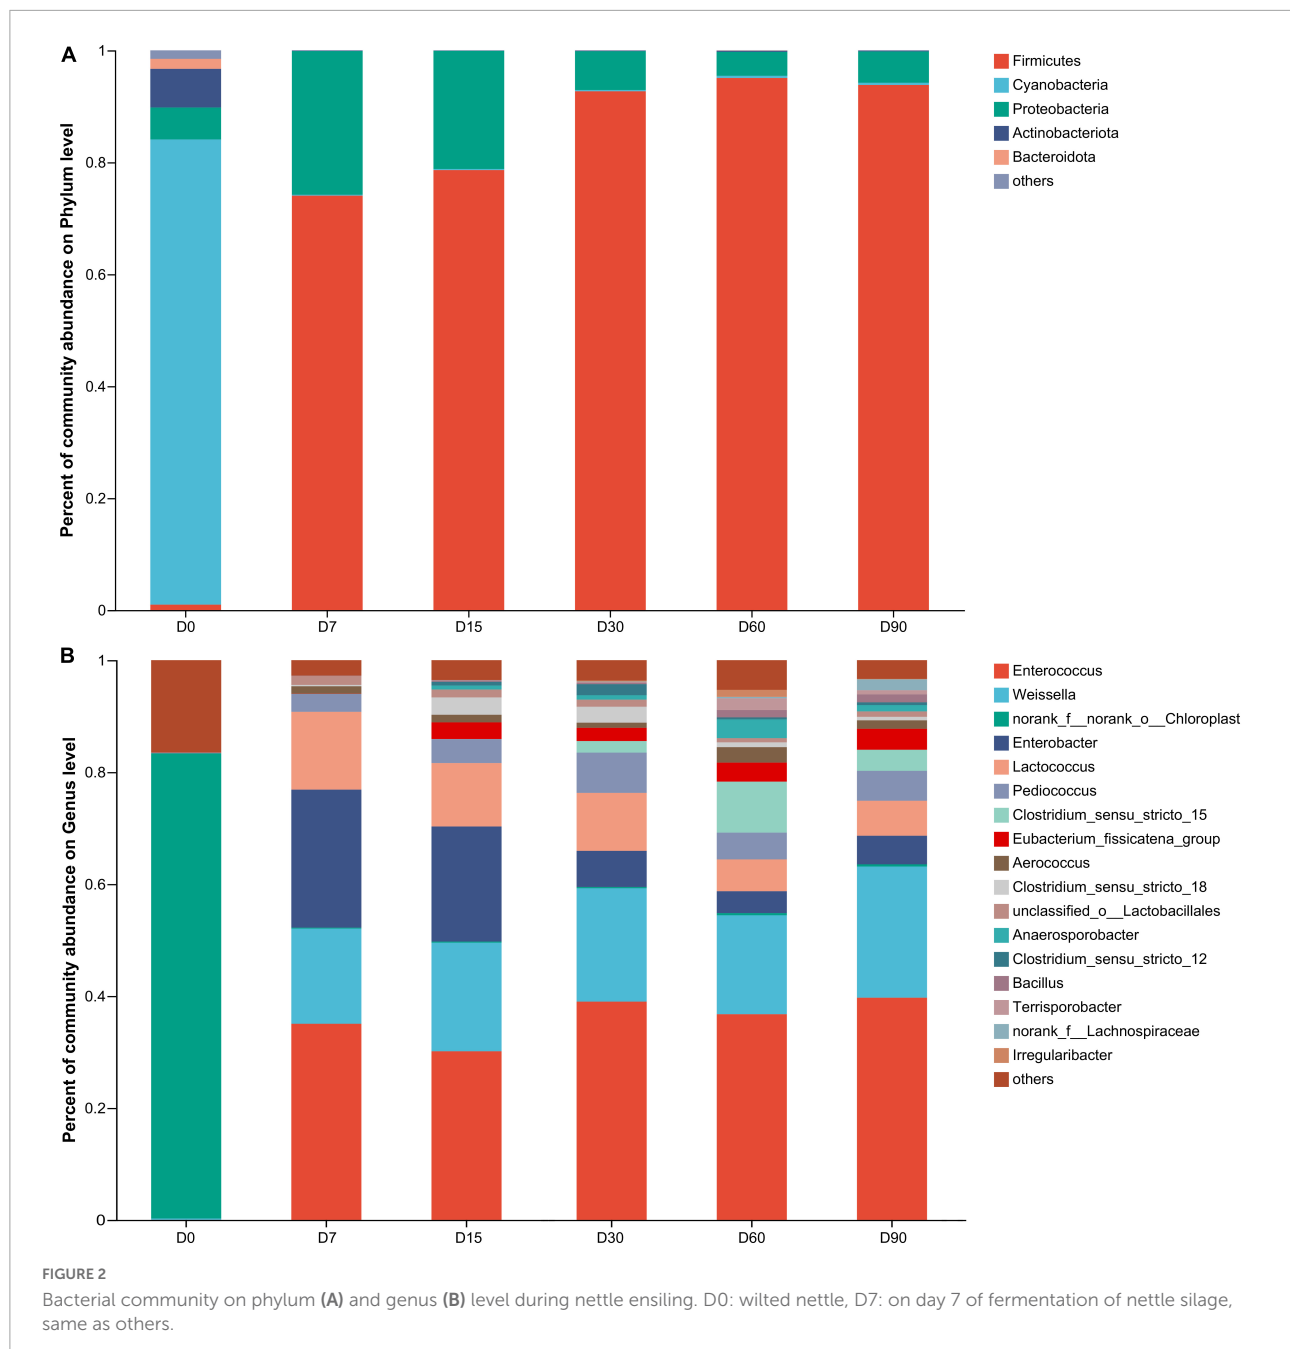 A
Percent of community abundance on Phylum level
1
0.8
0.6
0.4
0.2
0
D0
D7
D15
D30
D60
D90
Firmicutes
Cyanobacteria
Proteobacteria
Actinobacteriota
Bacteroidota
others
B
Percent of community abundance on Genus level
1
0.8
0.6
0.4
0.2
0
D0
D7
D15
D30
D60
D90
Enterococcus
Weissella
norank_f__norank_o__Chloroplast
Enterobacter
Lactococcus
Pediococcus
Clostridium_sensu_stricto_15
Eubacterium_fissicatena_group
Aerococcus
Clostridium_sensu_stricto_18
unclassified_o__Lactobacillales
Anaerosporobacter
Clostridium_sensu_stricto_12
Bacillus
Terrisporobacter
norank_f__Lachnospiraceae
Irregularibacter
others
FIGURE 2
Bacterial community on phylum (A) and genus (B) level during nettle ensiling. D0: wilted nettle, D7: on day 7 of fermentation of nettle silage,
same as others.